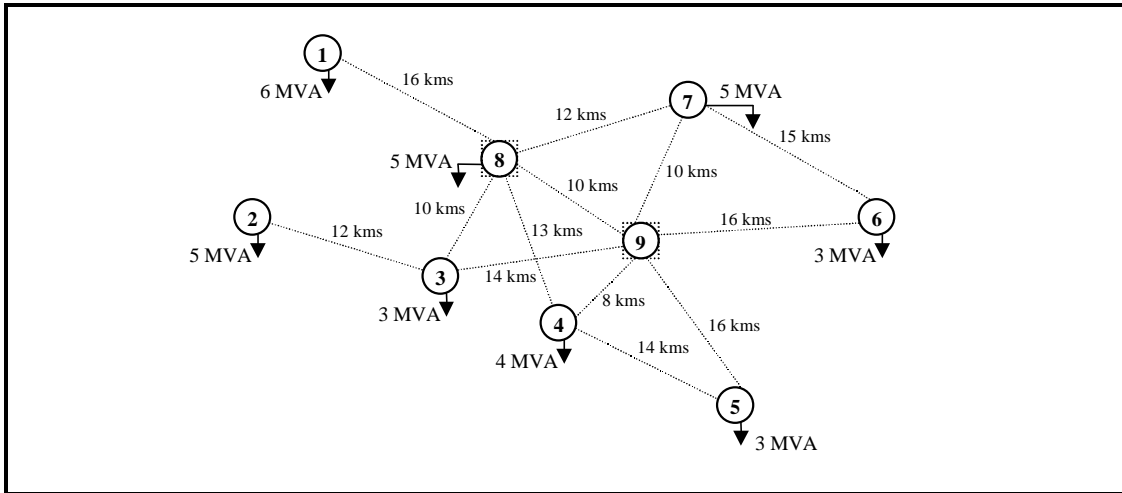 1
16 kms
6 MVA
7
5 MVA
12 kms
15 kms
8
5 MVA
10 kms
10 kms
10 kms
2
12 kms
5 MVA
13 kms
9
16 kms
6
3 MVA
3
14 kms
3 MVA
8 kms
4
4 MVA
14 kms
16 kms
5
3 MVA